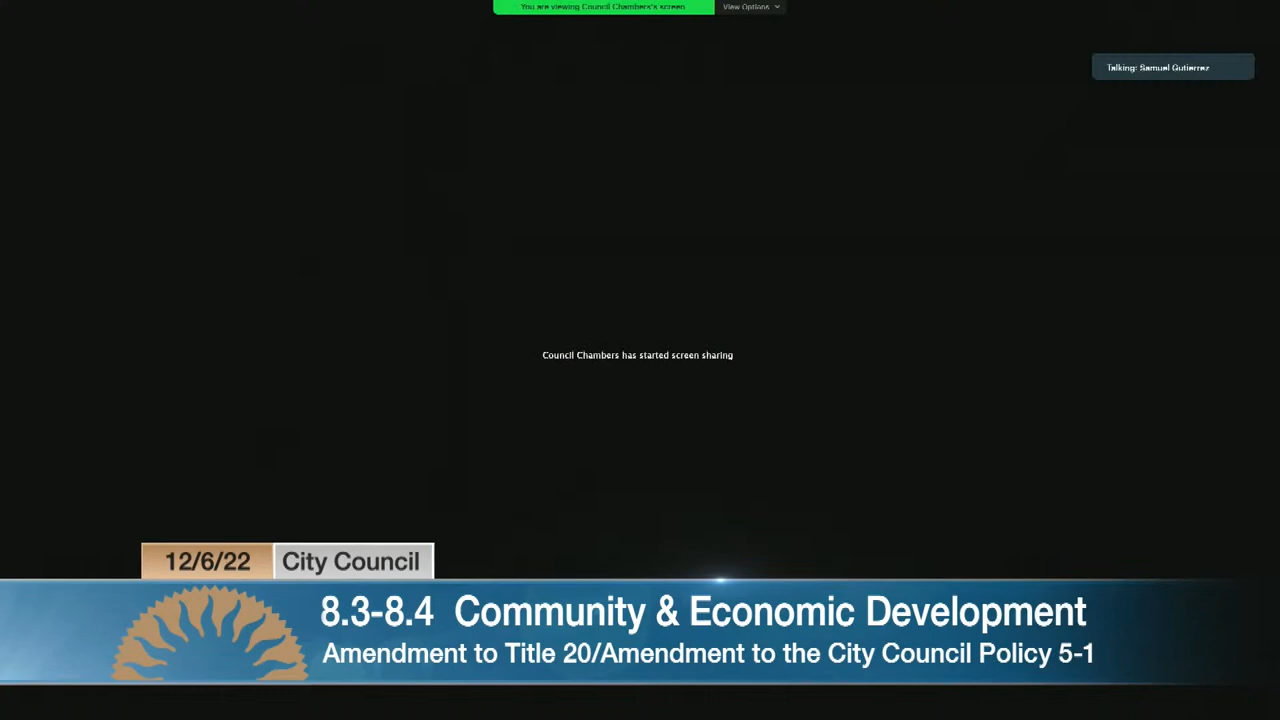 You are viewing Council Chambers's screen
View Options
Talking: Samuel Gutierrez
Council Chambers has started screen sharing
12/6/22 City Council
8.3-8.4 Community & Economic Development
Amendment to Title 20/Amendment to the City Council Policy 5-1